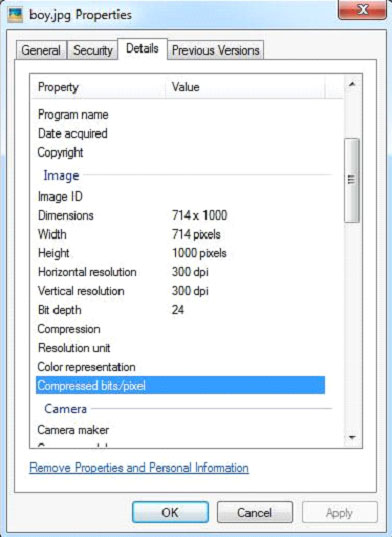 boy.jpg Properties
General Security Details Previous Versions
Property Value
Program name
Date acquired
Copyright
Image
Image ID
Dimensions 714 x 1000
Width 714 pixels
Height 1000 pixels
Horizontal resolution 300 dpi
Vertical resolution 300 dpi
Bit depth 24
Compression
Resolution unit
Color representation
Compressed bits/pixel
Camera
Camera maker
Remove Properties and Personal Information
OK Cancel Apply